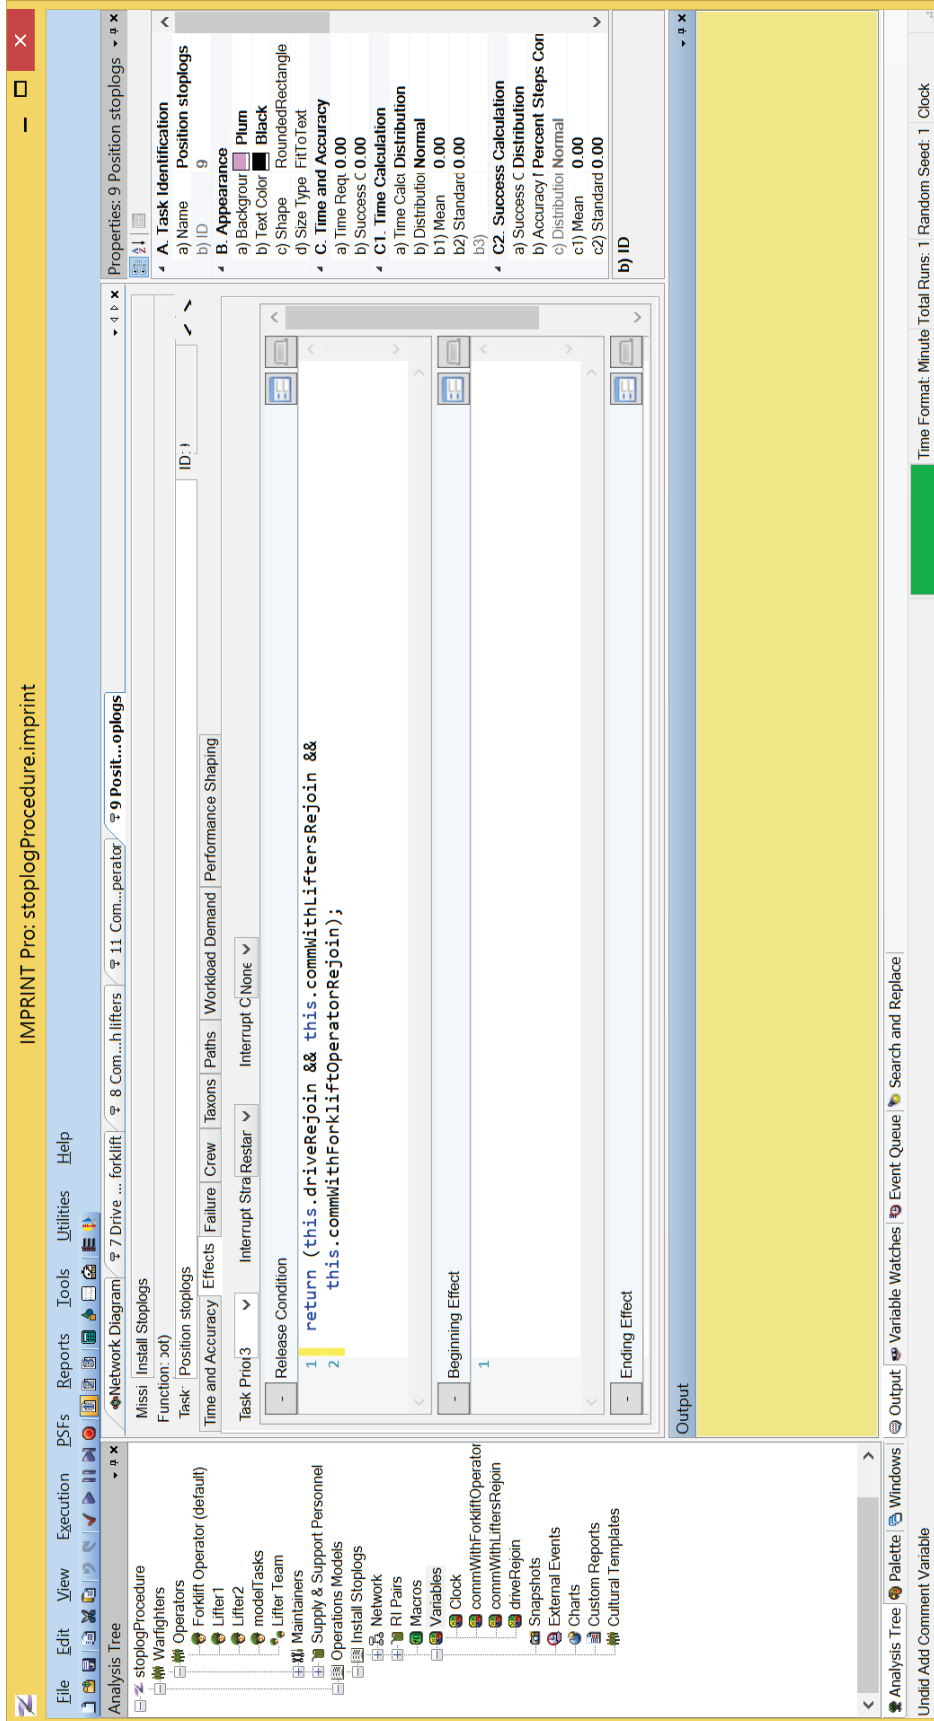 IMPRINT Pro: stoplogProcedure.imprint
File Edit View Execution PSFs Reports Tools Utilities Help
Analysis Tree
stoplogProcedure
Warfighters
Operators
Forklift Operator (default)
Lifter1
Lifter2
modelTasks
Lifter Team
Maintainers
Supply & Support Personnel
Operations Models
Install Stoplogs
Network
RI Pairs
Macros
Variables
Clock
commWithForkliftOperator
commWithLiftersRejoin
driveRejoin
Snapshots
External Events
Charts
Custom Reports
Cultural Templates
Analysis Tree Palette Windows
Network Diagram 7 Drive ... forklift 8 Com...h lifters 11 Com...perator 9 Posit...oplogs
Missi Install Stoplogs
Function: oot)
Task Position stoplogs ID:
Time and Accuracy Effects Failure Crew Taxons Paths Workload Demand Performance Shaping
Task Prior 3 Interrupt Stra Restar Interrupt C None
- Release Condition
1 return (this.driveRejoin && this.commWithLiftersRejoin &&
2 this.commWithForkliftOperatorRejoin);
- Beginning Effect
1
- Ending Effect
Properties: 9 Position stoplogs
A. Task Identification
a) Name Position stoplogs
b) ID 9
B. Appearance
a) Backgrour Plum
b) Text Color Black
c) Shape RoundedRectangle
d) Size Type FitToText
C. Time and Accuracy
a) Time Requ 0.00
b) Success C 0.00
C1. Time Calculation
a) Time Calcu Distribution
b) Distributio Normal
b1) Mean 0.00
b2) Standard 0.00
b3)
C2. Success Calculation
a) Success C Distribution
b) Accuracy I Percent Steps Con
c) Distributior Normal
c1) Mean 0.00
c2) Standard 0.00
b) ID
Output
Output Variable Watches Event Queue Search and Replace
Undid Add Comment Variable Time Format: Minute Total Runs: 1 Random Seed: 1 Clock